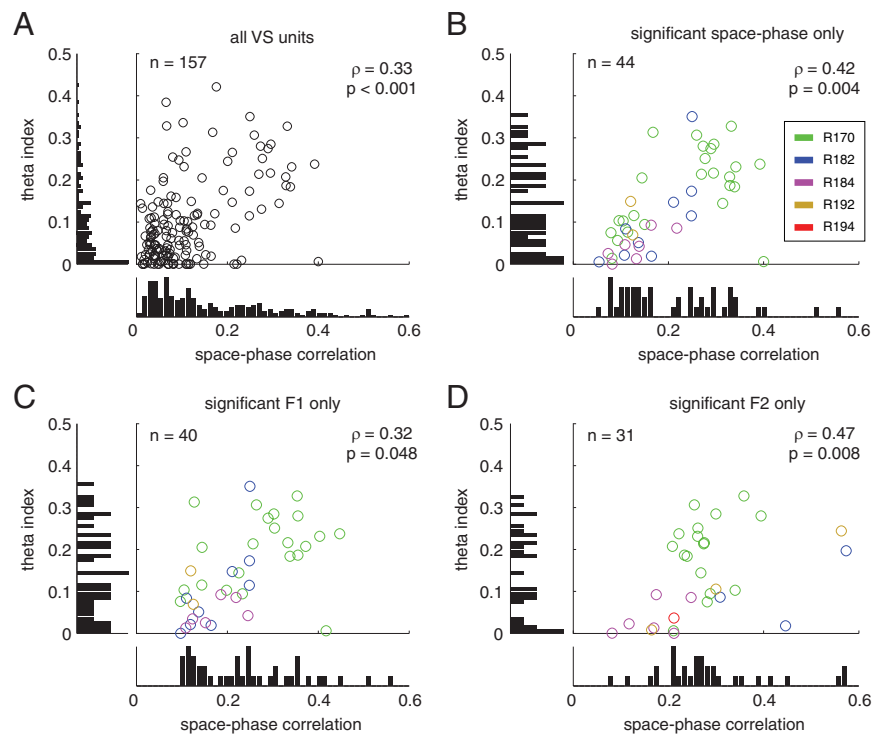 A
all VS units
n = 157
ρ = 0.33
p < 0.001
theta index
0.5
0.4
0.3
0.2
0.1
0
0 0.2 0.4 0.6
space-phase correlation
B
significant space-phase only
n = 44
ρ = 0.42
p = 0.004
R170
R182
R184
R192
R194
theta index
0.5
0.4
0.3
0.2
0.1
0
0 0.2 0.4 0.6
space-phase correlation
C
significant F1 only
n = 40
ρ = 0.32
p = 0.048
theta index
0.5
0.4
0.3
0.2
0.1
0
0 0.2 0.4 0.6
space-phase correlation
D
significant F2 only
n = 31
ρ = 0.47
p = 0.008
theta index
0.5
0.4
0.3
0.2
0.1
0
0 0.2 0.4 0.6
space-phase correlation